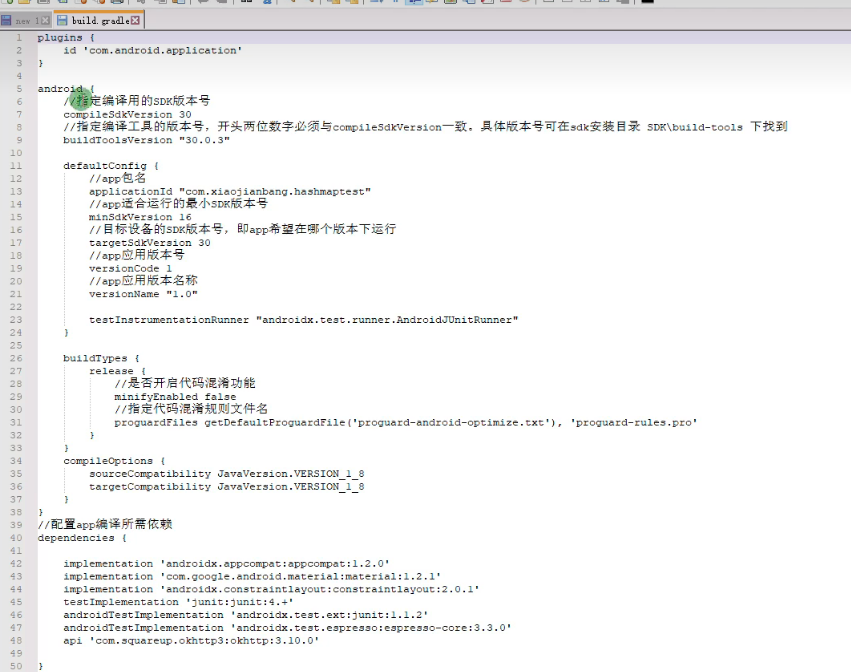 new 1
build.gradle
1 plugins {
2 id 'com.android.application'
3 }
4
5 android {
6 //指定编译用的SDK版本号
7 compileSdkVersion 30
8 //指定编译工具的版本号，开头两位数字必须与compileSdkVersion一致。具体版本号可在sdk安装目录 SDK\build-tools 下找到
9 buildToolsVersion "30.0.3"
10
11 defaultConfig {
12 //app包名
13 applicationId "com.xiaojianbang.hashmaptest"
14 //app适合运行的最小SDK版本号
15 minSdkVersion 16
16 //目标设备的SDK版本号，即app希望在哪个版本下运行
17 targetSdkVersion 30
18 //app应用版本号
19 versionCode 1
20 //app应用版本名称
21 versionName "1.0"
22
23 testInstrumentationRunner "androidx.test.runner.AndroidJUnitRunner"
24 }
25
26 buildTypes {
27 release {
28 //是否开启代码混淆功能
29 minifyEnabled false
30 //指定代码混淆规则文件名
31 proguardFiles getDefaultProguardFile('proguard-android-optimize.txt'), 'proguard-rules.pro'
32 }
33 }
34 compileOptions {
35 sourceCompatibility JavaVersion.VERSION_1_8
36 targetCompatibility JavaVersion.VERSION_1_8
37 }
38 }
39 //配置app编译所需依赖
40 dependencies {
41
42 implementation 'androidx.appcompat:appcompat:1.2.0'
43 implementation 'com.google.android.material:material:1.2.1'
44 implementation 'androidx.constraintlayout:constraintlayout:2.0.1'
45 testImplementation 'junit:junit:4.+'
46 androidTestImplementation 'androidx.test.ext:junit:1.1.2'
47 androidTestImplementation 'androidx.test.espresso:espresso-core:3.3.0'
48 api 'com.squareup.okhttp3:okhttp:3.10.0'
49
50 }